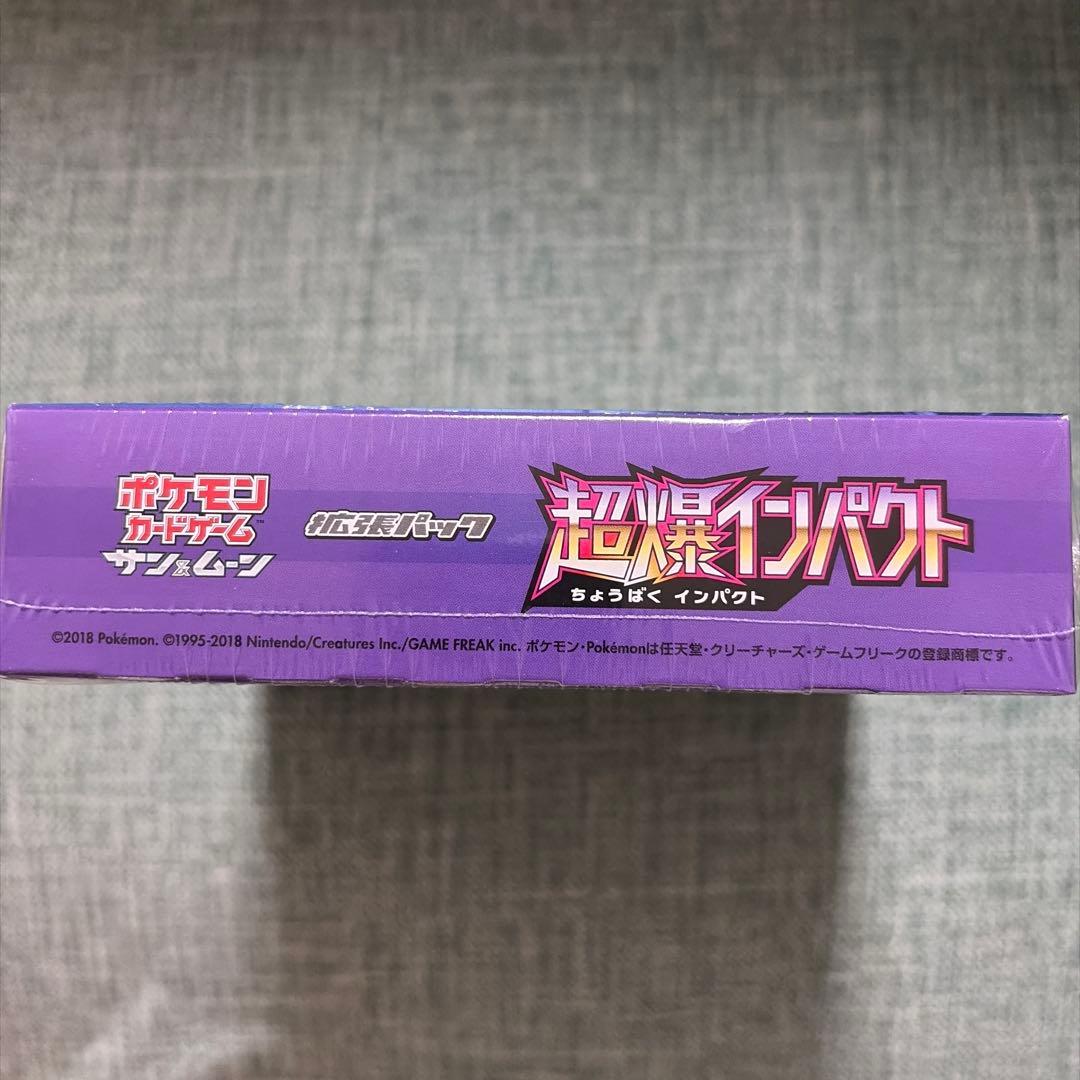 ポケモン
カードゲーム™
サン&ムーン
拡張パック
超爆インパクト
ちょうばく インパクト
©2018 Pokémon. ©1995-2018 Nintendo/Creatures Inc./GAME FREAK inc. ポケモン・Pokémonは任天堂・クリーチャーズ・ゲームフリークの登録商標です。